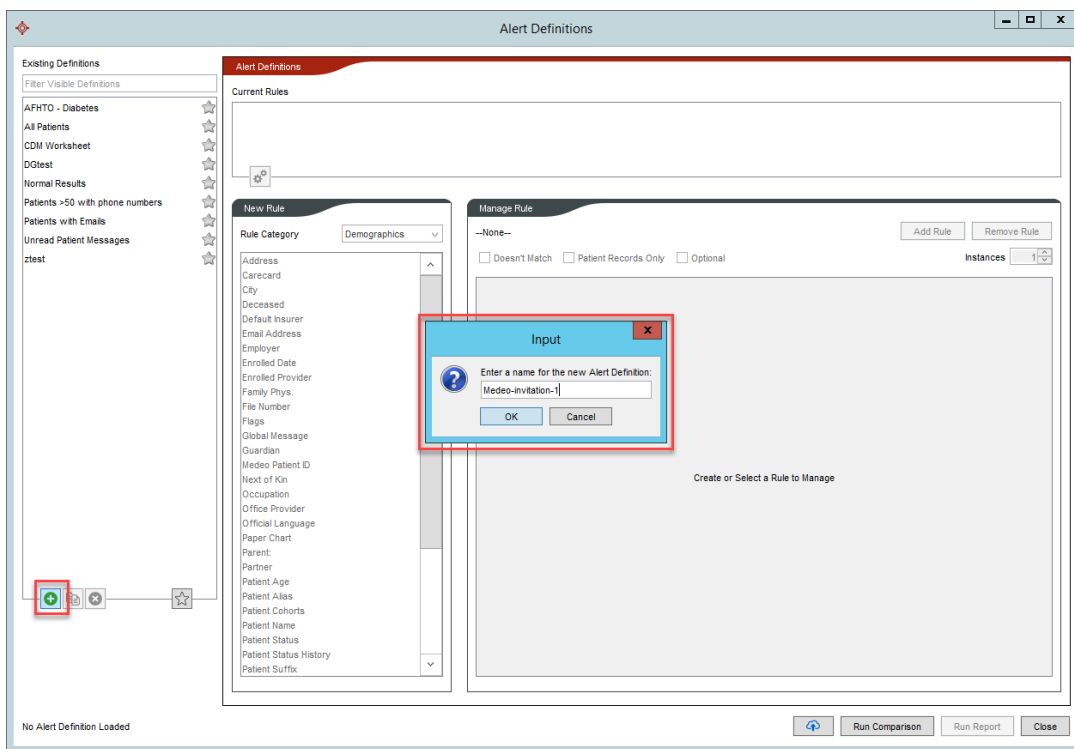 Alert Definitions
Existing Definitions
Filter Visible Definitions
AFHTO - Diabetes
All Patients
CDM Worksheet
DGtest
Normal Results
Patients >50 with phone numbers
Patients with Emails
Unread Patient Messages
ztest
Alert Definitions
Current Rules
New Rule
Rule Category
Demographics
Address
Carecard
City
Deceased
Default Insurer
Email Address
Employer
Enrolled Date
Enrolled Provider
Family Phys.
File Number
Flags
Global Message
Guardian
Medeo Patient ID
Next of Kin
Occupation
Office Provider
Official Language
Paper Chart
Parent:
Partner
Patient Age
Patient Alias
Patient Cohorts
Patient Name
Patient Status
Patient Status History
Patient Suffix
Manage Rule
--None--
Add Rule
Remove Rule
Doesn't Match
Patient Records Only
Optional
Instances
1
Input
x
Enter a name for the new Alert Definition:
Medeo-invitation-1
OK
Cancel
Create or Select a Rule to Manage
No Alert Definition Loaded
Run Comparison
Run Report
Close